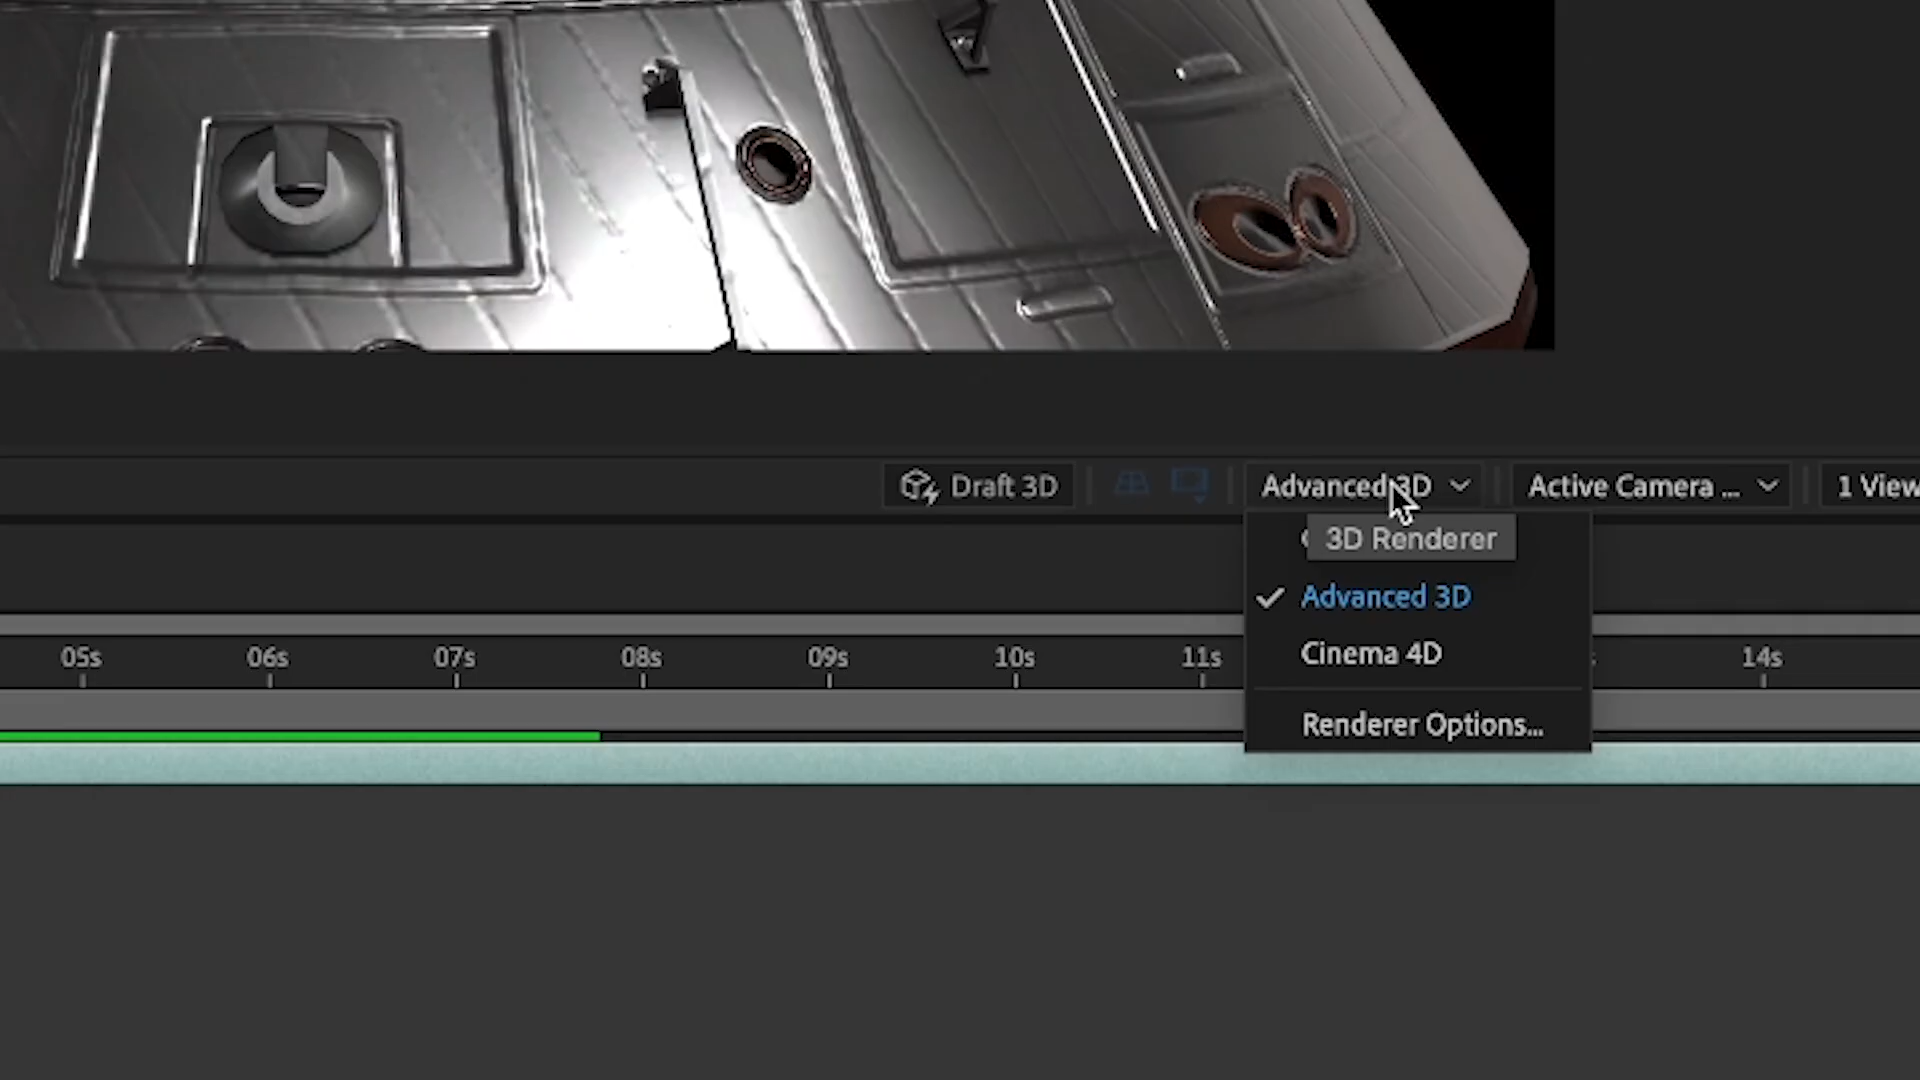 Draft 3D
Advanced 3D
Active Camera ...
1 View
3D Renderer
Advanced 3D
Cinema 4D
Renderer Options...
05s 06s 07s 08s 09s 10s 11s 14s